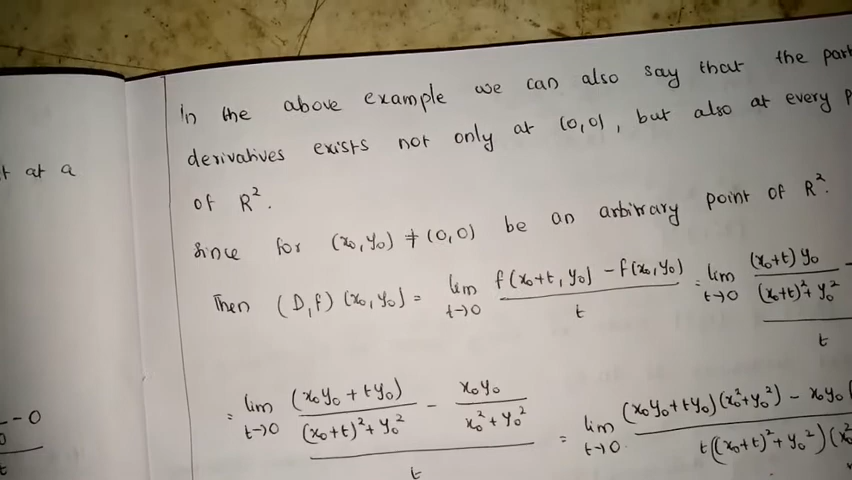 In the above example we can also say that the part
derivatives exists not only at (0,0), but also at every p
of R².
Since for (x₀, y₀) ≠ (0,0) be an arbitrary point of R².
Then (D₁f)(x₀, y₀) = lim t→0 (f(x₀+t, y₀) - f(x₀, y₀))/t = lim t→0 ((x₀+t)y₀/((x₀+t)²+y₀²) -)/t
= lim t→0 ((x₀y₀+ty₀)/((x₀+t)²+y₀²) - x₀y₀/(x₀²+y₀²))/t = lim t→0 ((x₀y₀+ty₀)(x₀²+y₀²) - x₀y₀()/(t((x₀+t)²+y₀²)(x₀²
t at a
- 0
t